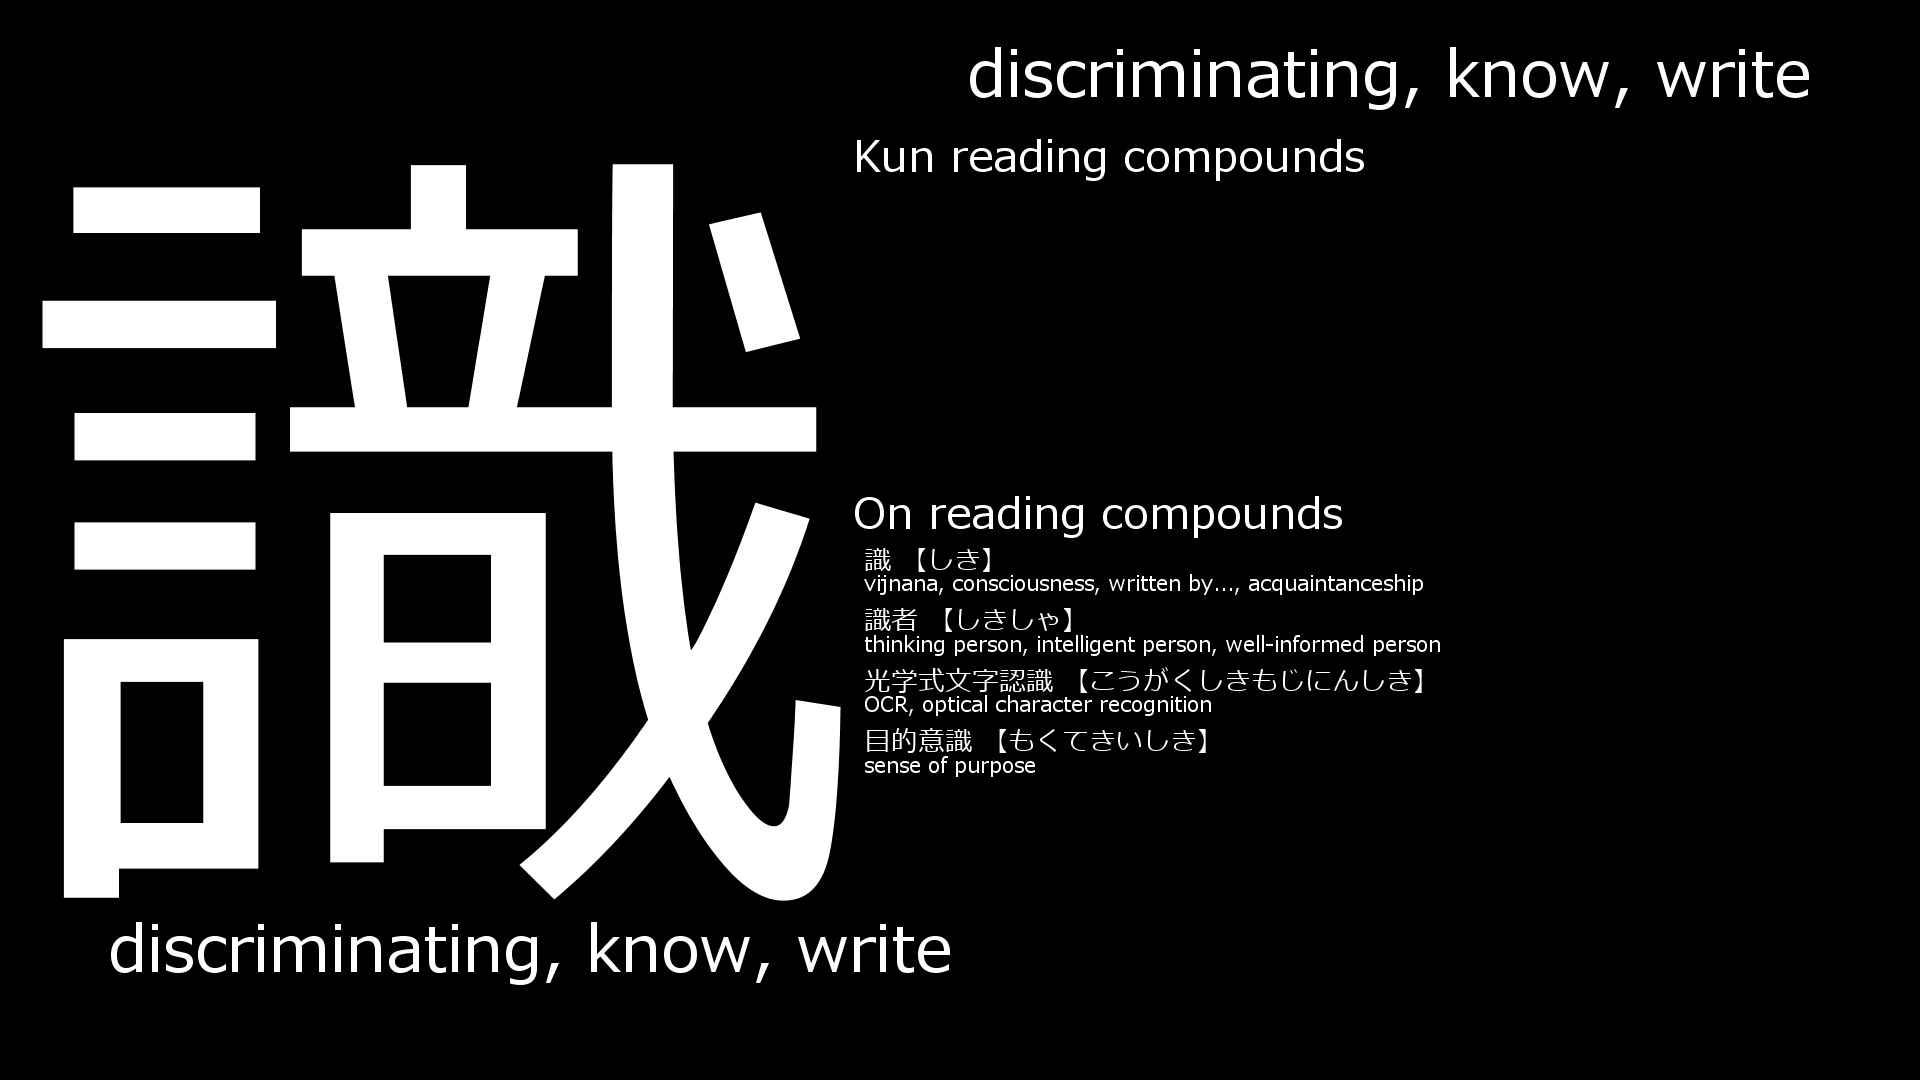 discriminating, know, write
Kun reading compounds
識
On reading compounds
識 【しき】
vijnana, consciousness, written by..., acquaintanceship
識者 【しきしゃ】
thinking person, intelligent person, well-informed person
光学式文字認識 【こうがくしきもじにんしき】
OCR, optical character recognition
目的意識 【もくてきいしき】
sense of purpose
discriminating, know, write